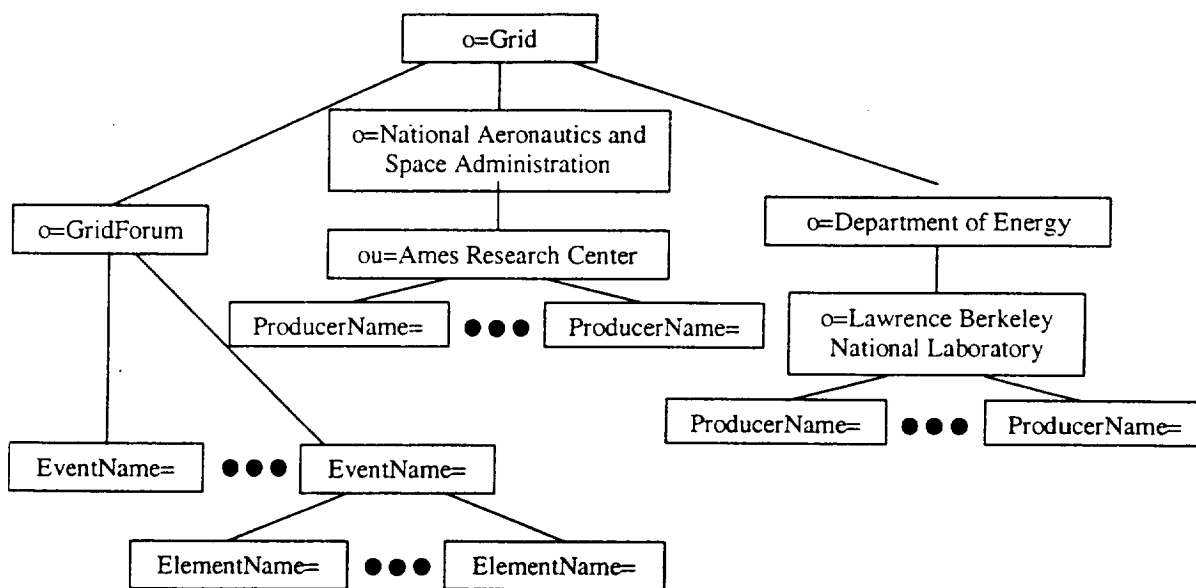 o=Grid
o=National Aeronautics and
Space Administration
o=GridForum
o=Department of Energy
ou=Ames Research Center
ProducerName=
ProducerName=
o=Lawrence Berkeley
National Laboratory
ProducerName=
ProducerName=
EventName=
EventName=
ElementName=
ElementName=